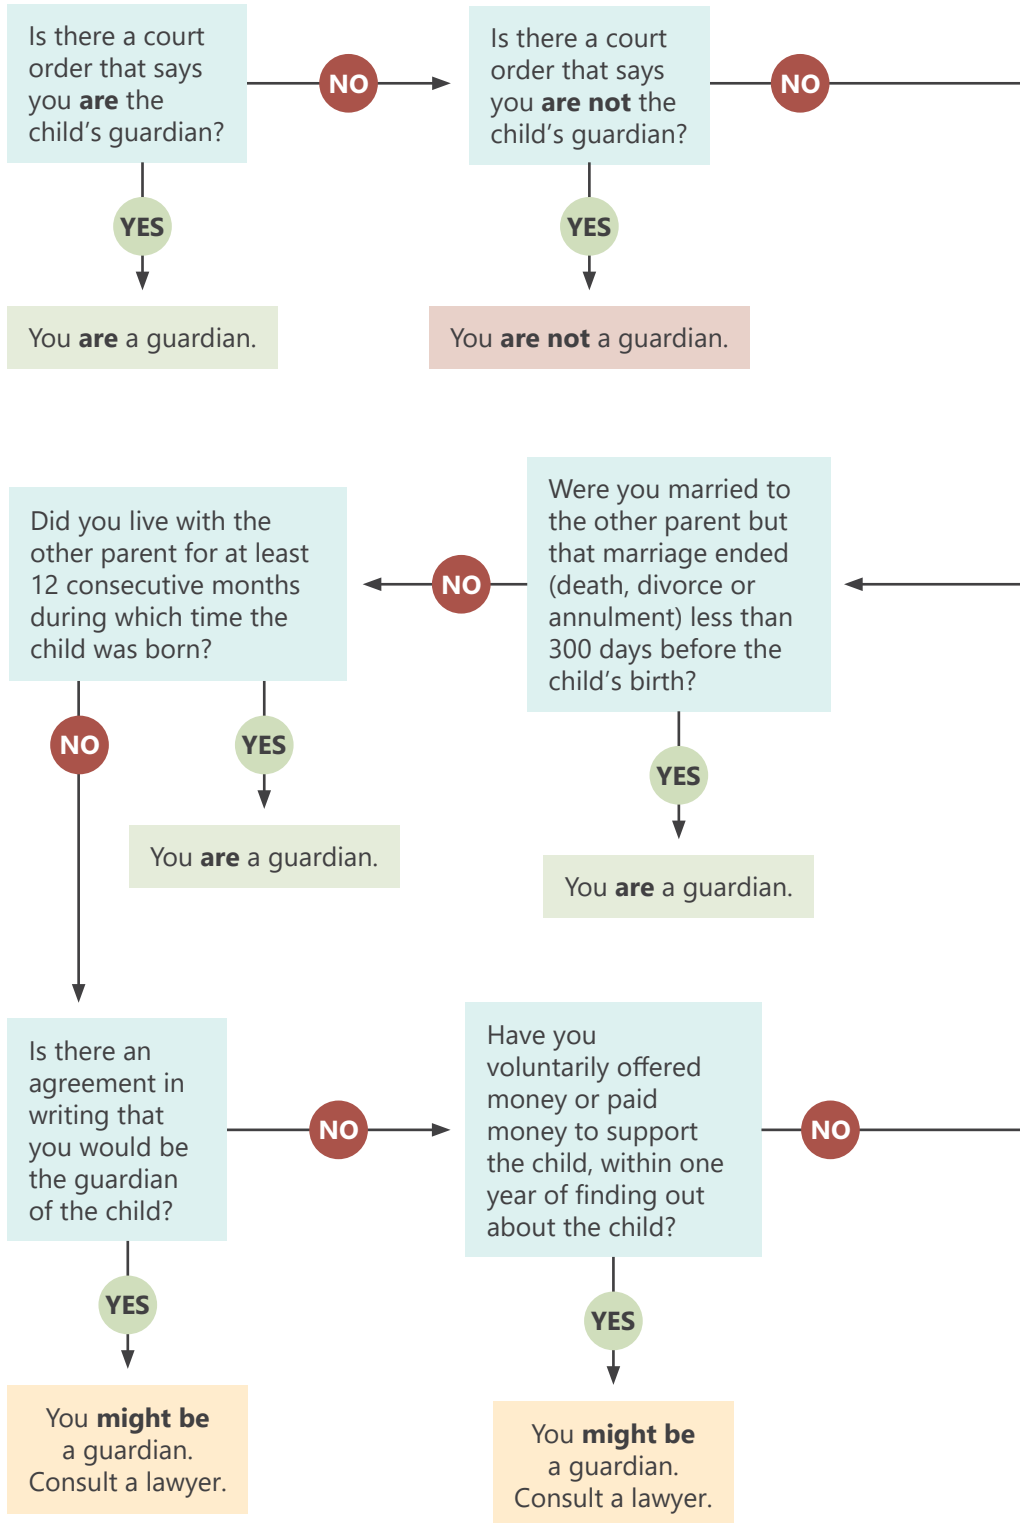 Is there a court
order that says
you are the
child's guardian?
NO
Is there a court
order that says
you are not the
child's guardian?
NO
YES
YES
You are a guardian.
You are not a guardian.
Were you married to
the other parent but
that marriage ended
(death, divorce or
annulment) less than
300 days before the
child's birth?
NO
Did you live with the
other parent for at least
12 consecutive months
during which time the
child was born?
NO
YES
YES
You are a guardian.
You are a guardian.
Is there an
agreement in
writing that
you would be
the guardian
of the child?
NO
Have you
voluntarily offered
money or paid
money to support
the child, within one
year of finding out
about the child?
NO
YES
YES
You might be
a guardian.
Consult a lawyer.
You might be
a guardian.
Consult a lawyer.